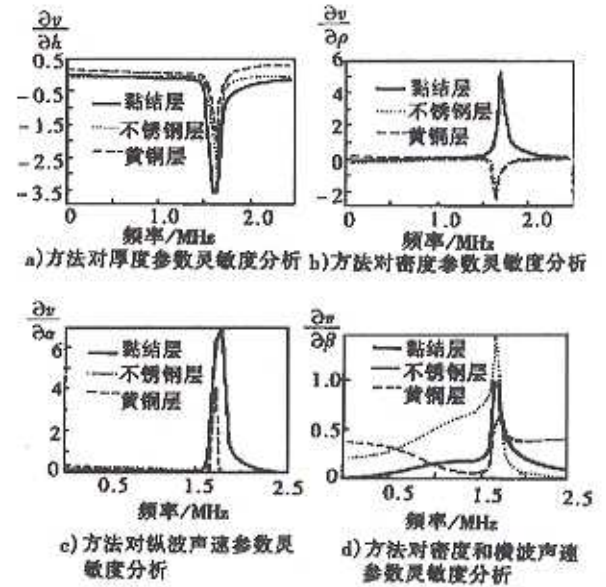 ∂v/∂h
0.5
-0.5
-1.5
-2.5
-3.5
黏结层
不锈钢层
黄铜层
0 1.0 2.0
频率/MHz
a)方法对厚度参数灵敏度分析
∂v/∂ρ
6
4
2
0
-2
黏结层
不锈钢层
黄铜层
0 1.0 2.0
频率/MHz
b)方法对密度参数灵敏度分析
∂v/∂α
6
4
2
0
黏结层
不锈钢层
黄铜层
0.5 1.5 2.5
频率/MHz
c)方法对纵波声速参数灵
敏度分析
∂v/∂β
1.0
0.5
0
黏结层
不锈钢层
黄铜层
0.5 1.5 2.5
频率/MHz
d)方法对密度和横波声速
参数灵敏度分析